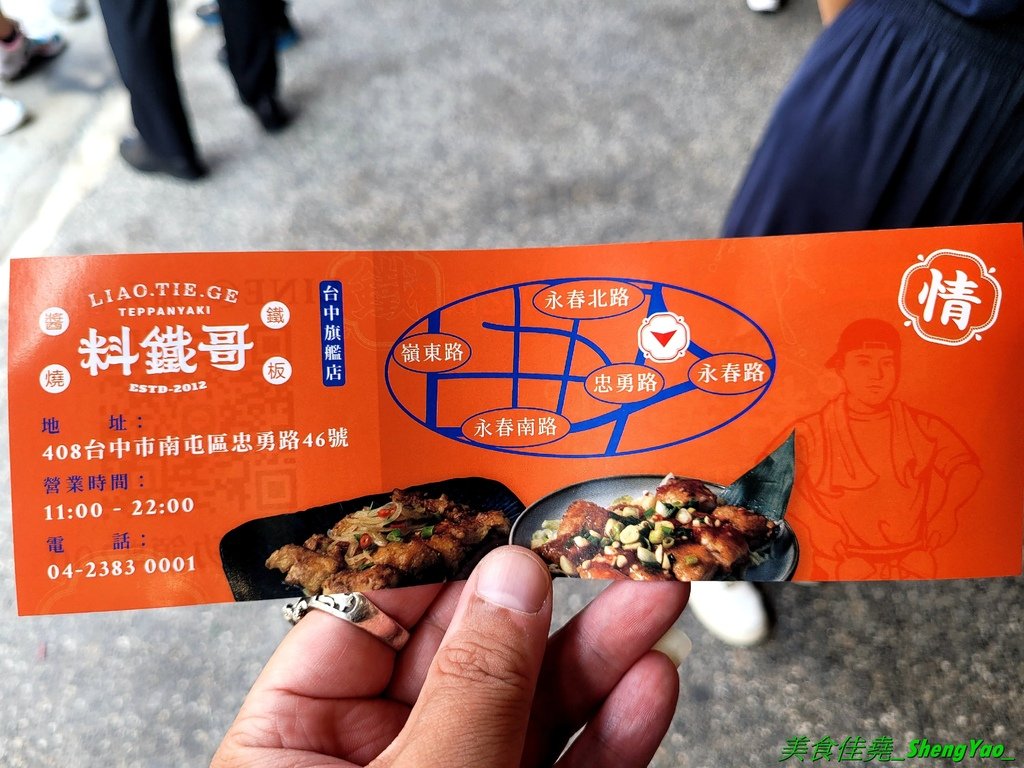 LIAO.TIE.GE
TEPPANYAKI
醬燒
料鐵哥
鐵板
ESTD-2012
台中旗艦店
地 址：
408台中市南屯區忠勇路46號
營業時間：
11:00 - 22:00
電 話：
04-2383 0001
永春北路
嶺東路
忠勇路
永春路
永春南路
情
美食佳堯_ShengYao_